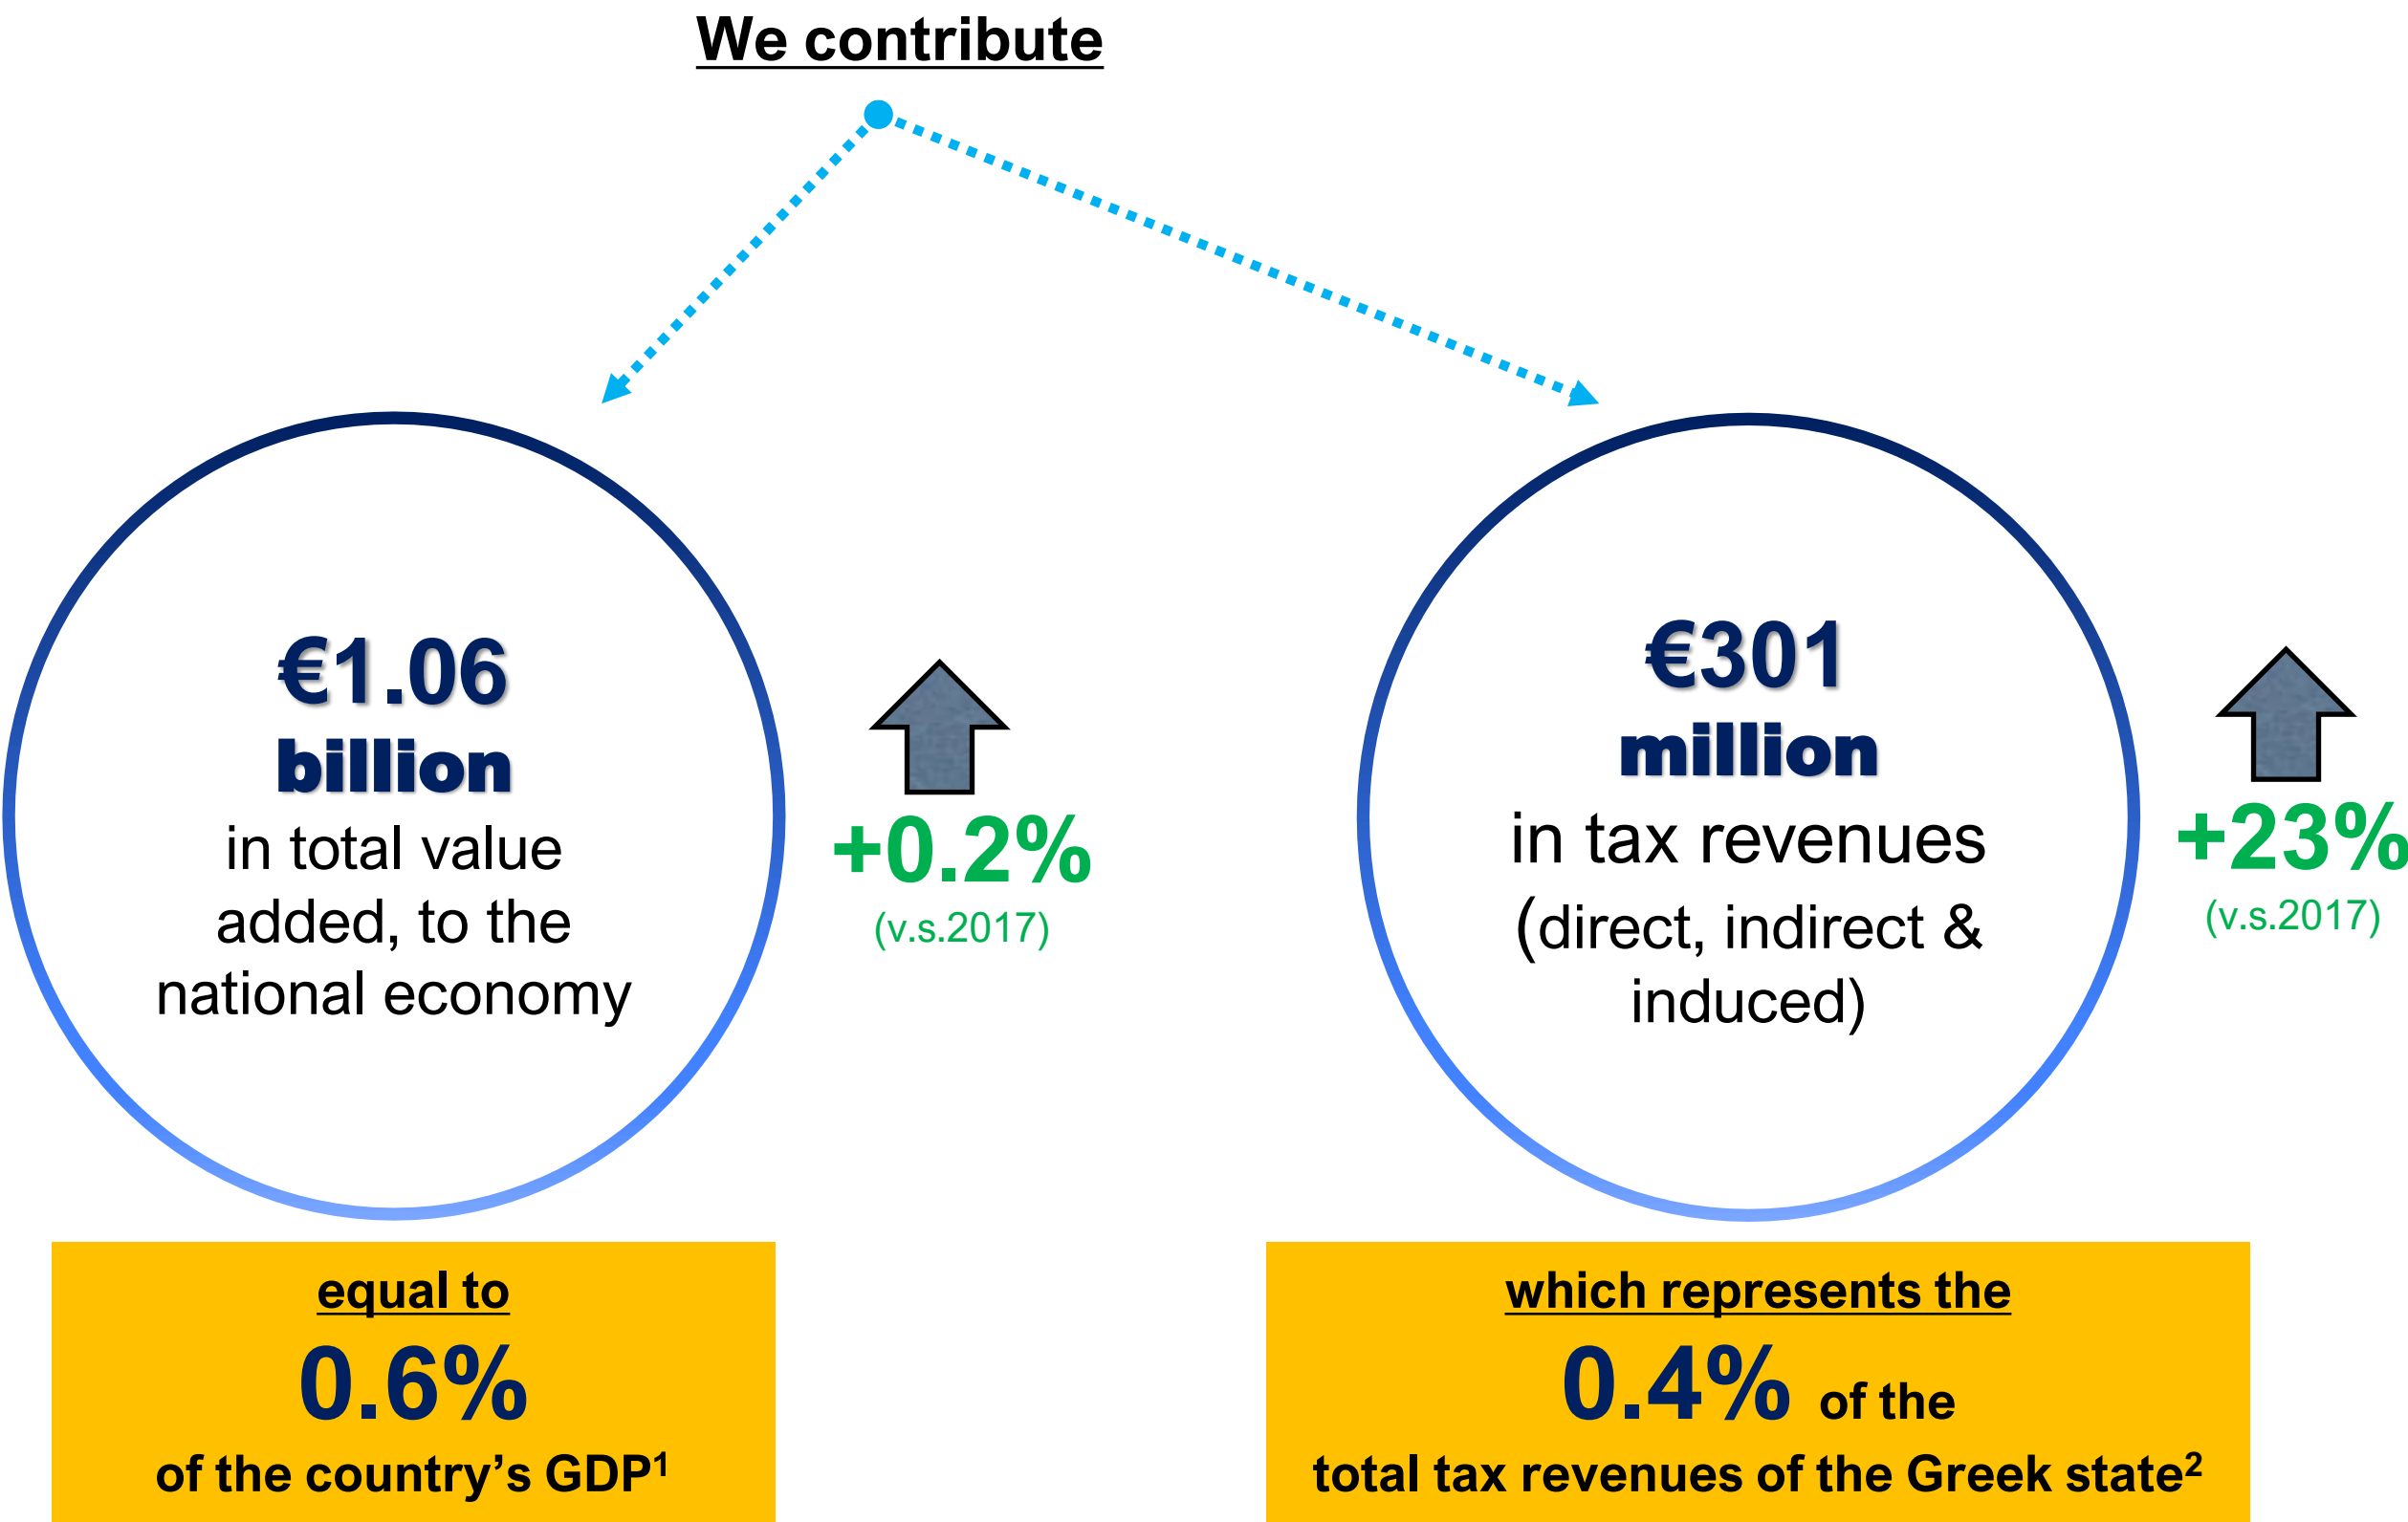 We contribute
€1.06
billion
in total value
added, to the
national economy
+0.2%
(v.s.2017)
equal to
0.6%
of the country’s GDP1
€301
million
in tax revenues
(direct, indirect &
induced)
+23%
(v.s.2017)
which represents the
0.4% of the
total tax revenues of the Greek state2